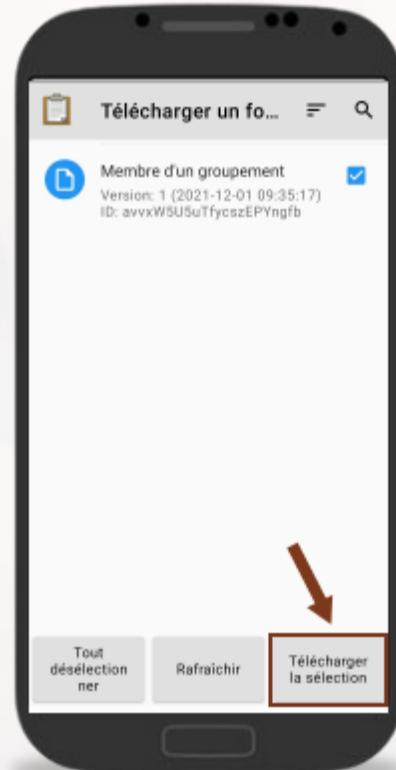 Télécharger un fo...
Membre d'un groupement
Version: 1 (2021-12-01 09:35:17)
ID: avvxW5U5uTfycszEPYngfb
Tout
désélection
ner
Rafraîchir
Télécharger
la sélection